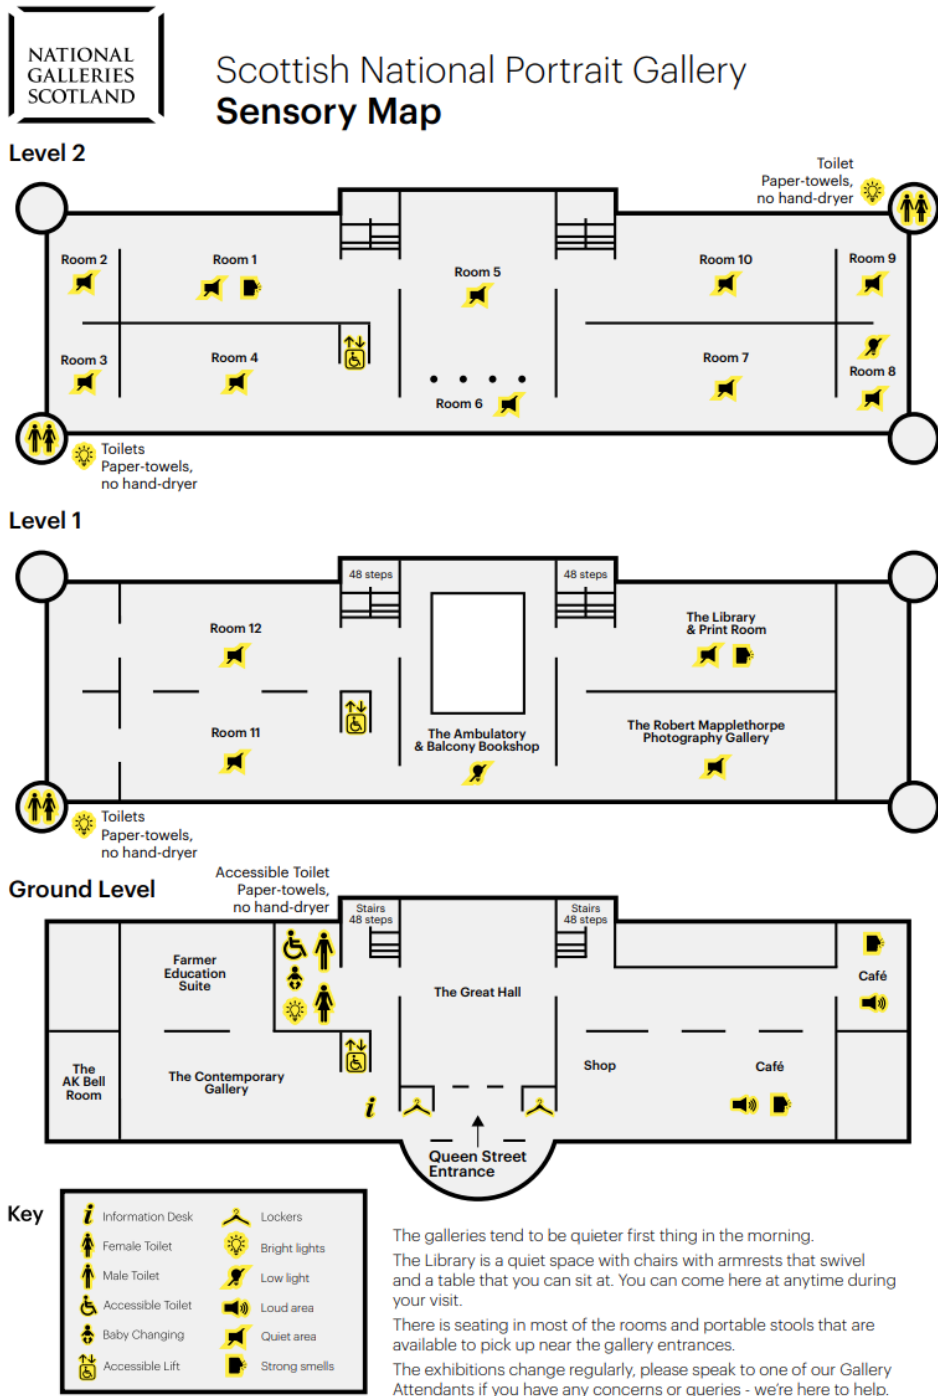 NATIONAL
GALLERIES
SCOTLAND
Scottish National Portrait Gallery
Sensory Map
Level 2
Toilet
Paper-towels,
no hand-dryer
Room 2
Room 1
Room 5
Room 10
Room 9
Room 3
Room 4
Room 6
Room 7
Room 8
Toilets
Paper-towels,
no hand-dryer
Level 1
48 steps
48 steps
Room 12
The Library
& Print Room
Room 11
The Ambulatory
& Balcony Bookshop
The Robert Mapplethorpe
Photography Gallery
Toilets
Paper-towels,
no hand-dryer
Ground Level
Accessible Toilet
Paper-towels,
no hand-dryer
Stairs
48 steps
Stairs
48 steps
Farmer
Education
Suite
The Great Hall
Café
The
AK Bell
Room
The Contemporary
Gallery
Shop
Café
Queen Street
Entrance
Key
Information Desk
Female Toilet
Male Toilet
Accessible Toilet
Baby Changing
Accessible Lift
Lockers
Bright lights
Low light
Loud area
Quiet area
Strong smells
The galleries tend to be quieter first thing in the morning.
The Library is a quiet space with chairs with armrests that swivel
and a table that you can sit at. You can come here at anytime during
your visit.
There is seating in most of the rooms and portable stools that are
available to pick up near the gallery entrances.
The exhibitions change regularly, please speak to one of our Gallery
Attendants if you have any concerns or queries - we're here to help.